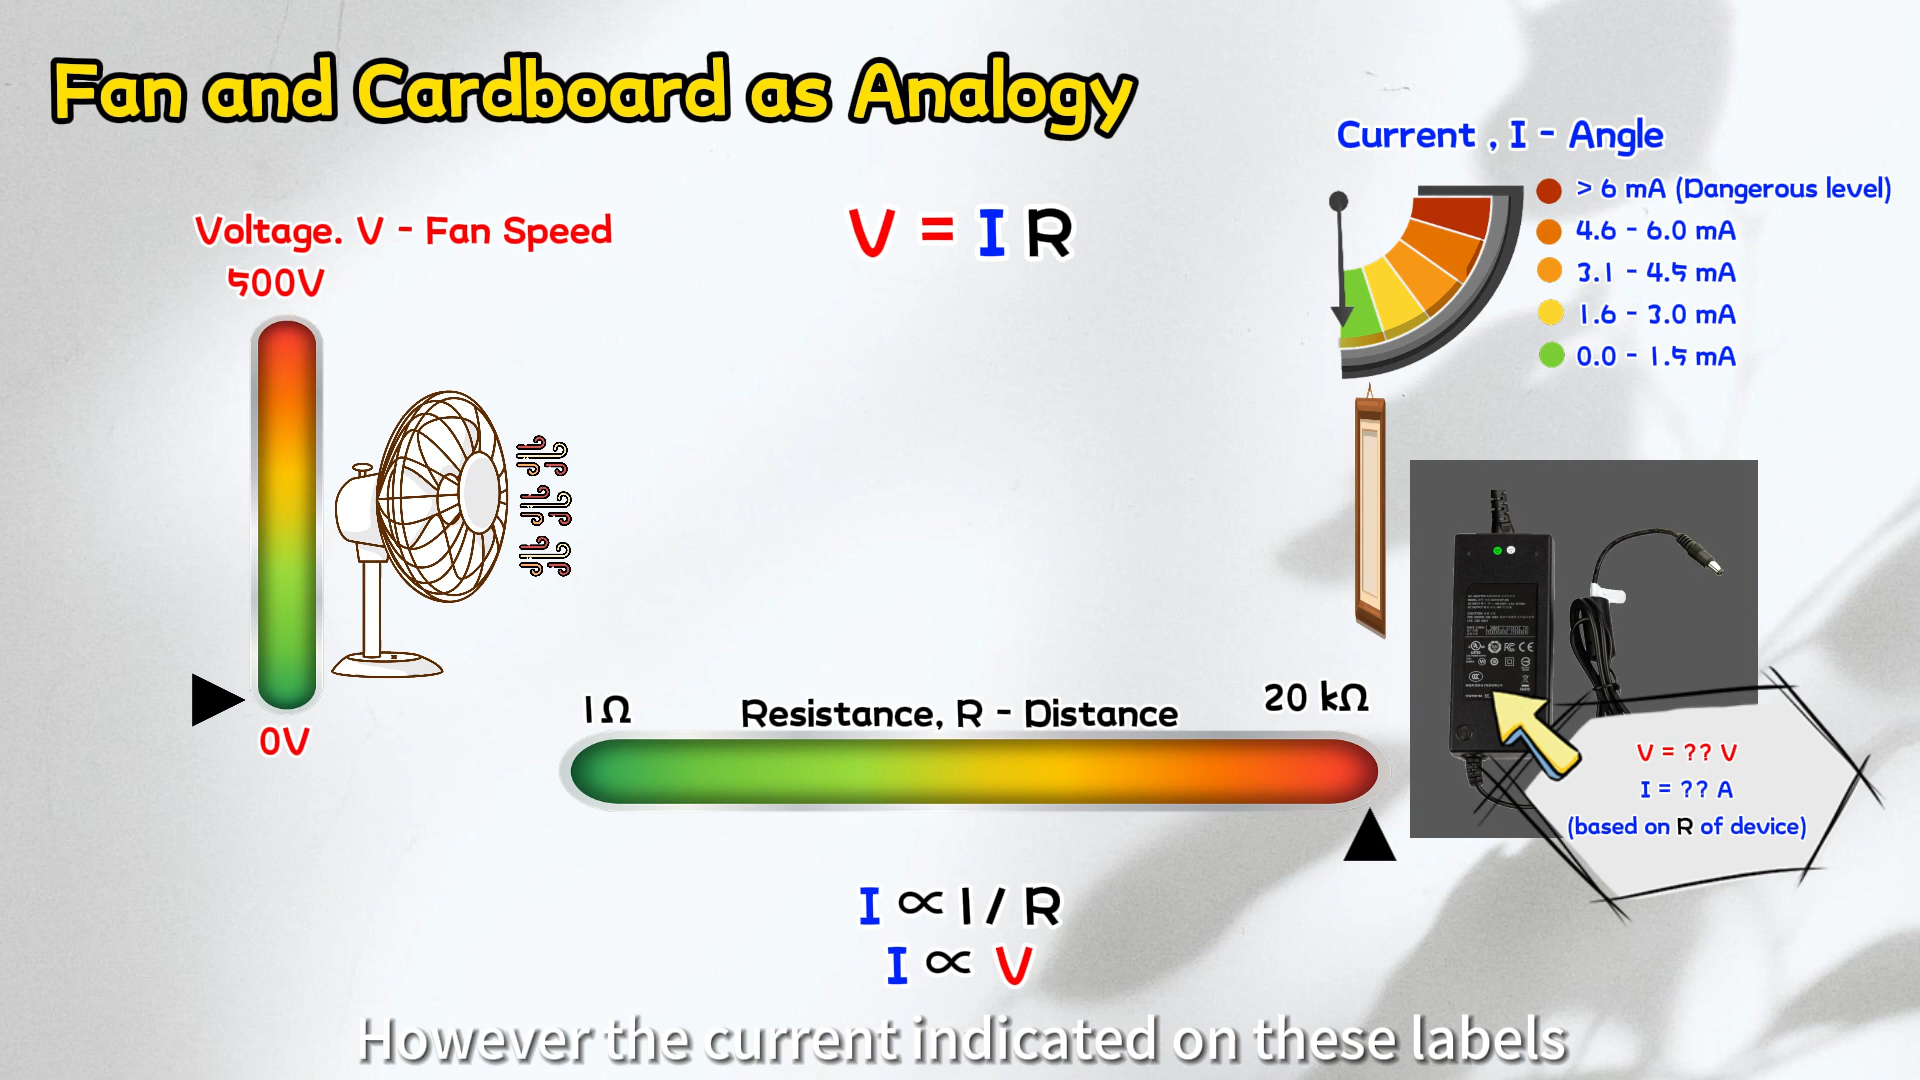 Fan and Cardboard as Analogy
Current , I - Angle
> 6 mA (Dangerous level)
4.6 - 6.0 mA
3.1 - 4.5 mA
1.6 - 3.0 mA
0.0 - 1.5 mA
Voltage. V - Fan Speed
500V
V = I R
0V
1Ω
Resistance, R - Distance
20 kΩ
V = ?? V
I = ?? A
(based on R of device)
I ∝ 1 / R
I ∝ V
However the current indicated on these labels